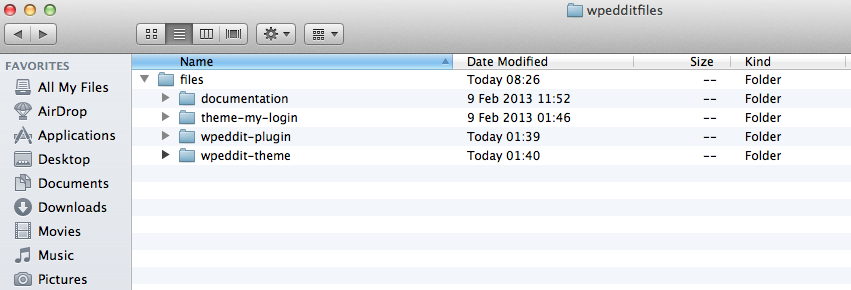 wpedditfiles
Name Date Modified Size Kind
FAVORITES
All My Files
AirDrop
Applications
Desktop
Documents
Downloads
Movies
Music
Pictures
files Today 08:26 -- Folder
documentation 9 Feb 2013 11:52 -- Folder
theme-my-login 9 Feb 2013 01:46 -- Folder
wpeddit-plugin Today 01:39 -- Folder
wpeddit-theme Today 01:40 -- Folder